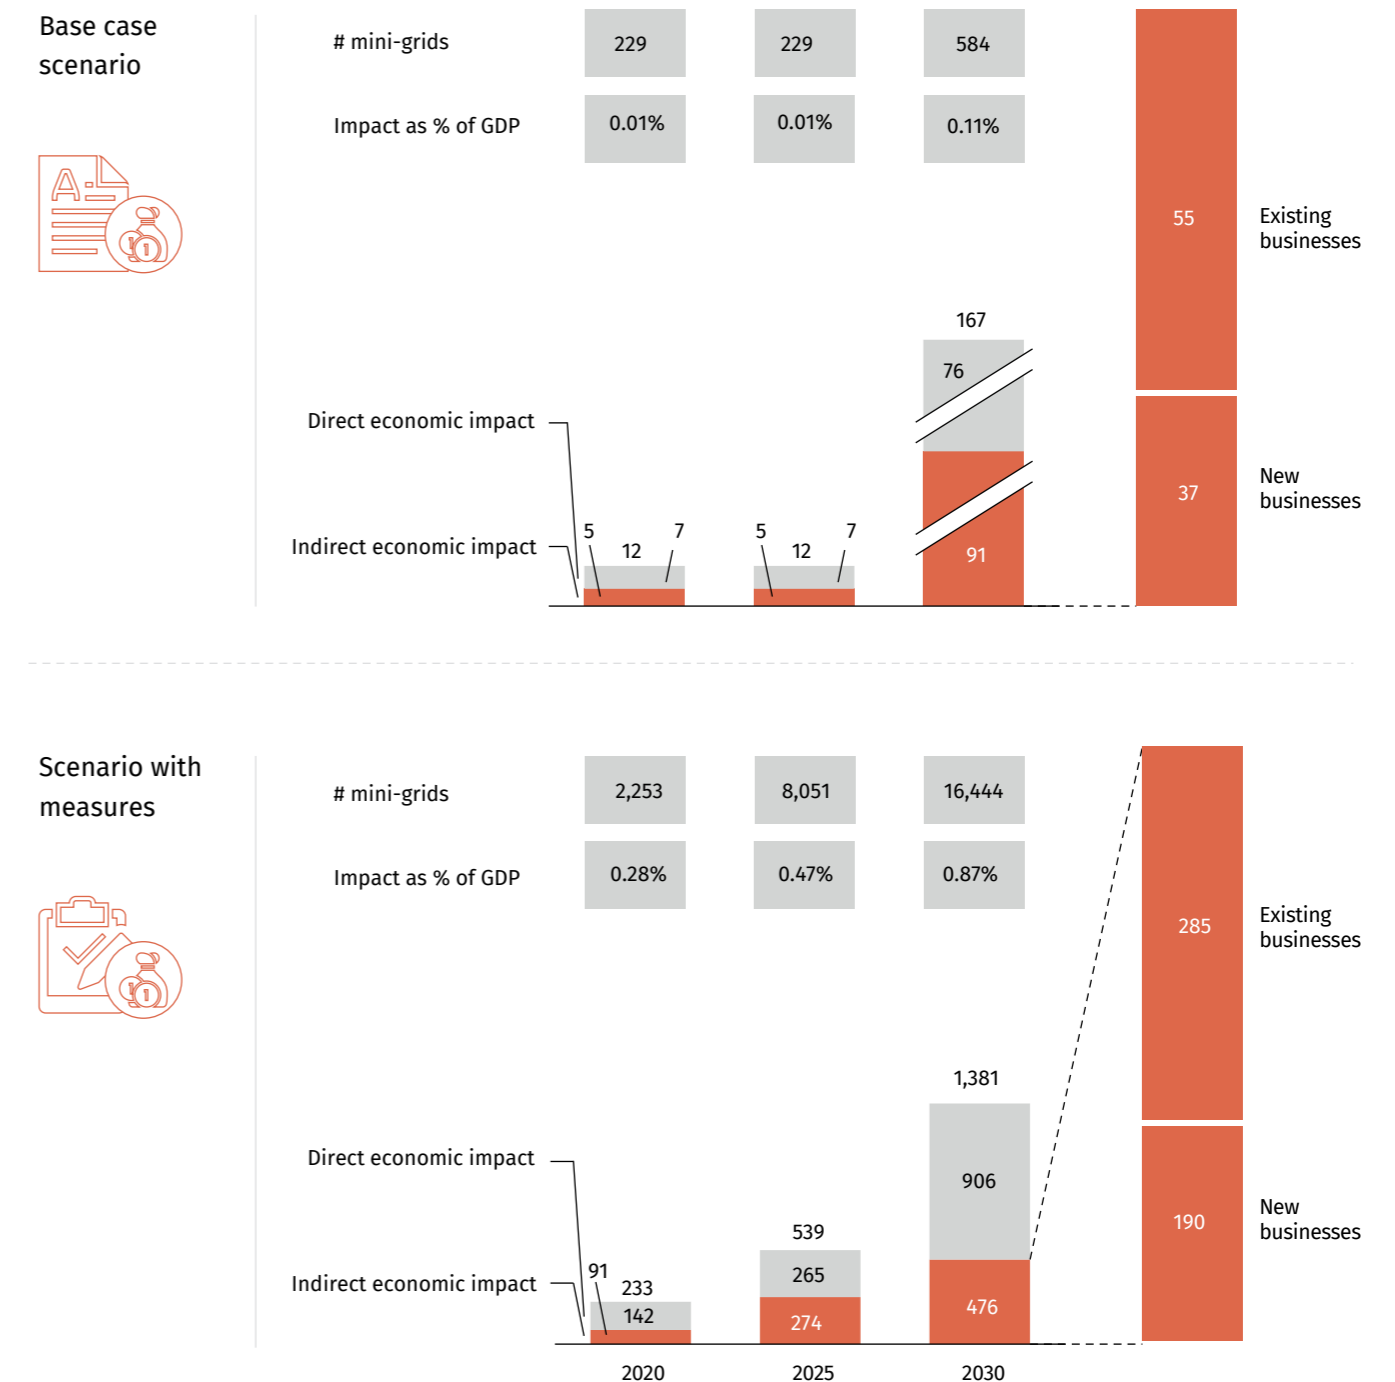 Base case
scenario
# mini-grids
229
229
584
Impact as % of GDP
0.01%
0.01%
0.11%
55
Existing
businesses
167
76
Direct economic impact
New
businesses
37
5
7
12
5
7
12
Indirect economic impact
91
Scenario with
measures
# mini-grids
2,253
8,051
16,444
Impact as % of GDP
0.28%
0.47%
0.87%
285
Existing
businesses
1,381
906
Direct economic impact
190
New
businesses
539
265
91
233
142
Indirect economic impact
274
476
2020
2025
2030